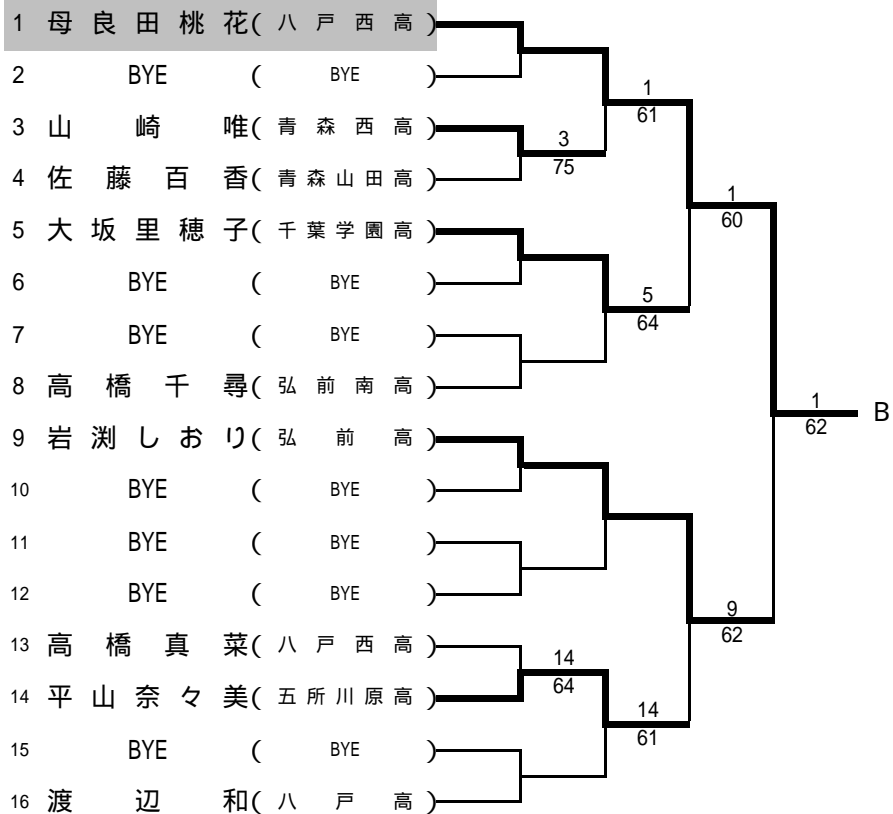 1 母良田桃花(八戸西高)
2 BYE (BYE)
3 山崎唯(青森西高)
4 佐藤百香(青森山田高)
5 大坂里穂子(千葉学園高)
6 BYE (BYE)
7 BYE (BYE)
8 高橋千尋(弘前南高)
9 岩渕しおり(弘前高)
10 BYE (BYE)
11 BYE (BYE)
12 BYE (BYE)
13 高橋真菜(八戸西高)
14 平山奈々美(五所川原高)
15 BYE (BYE)
16 渡辺和(八戸高)
3
75
14
64
1
61
5
64
14
61
1
60
9
62
1
62
B